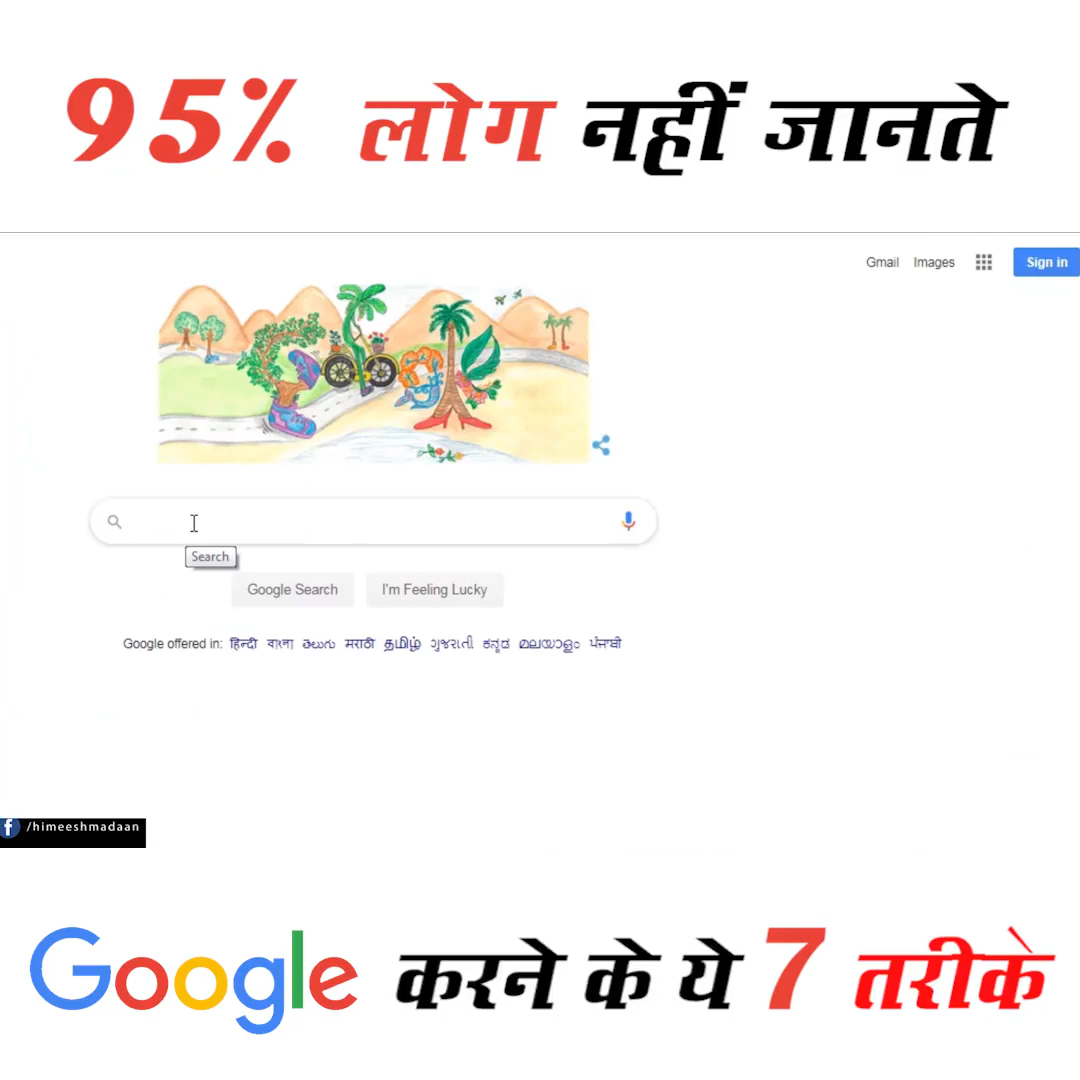 95% लोग नहीं जानते
Gmail Images Sign in
Search
Google Search I'm Feeling Lucky
Google offered in: हिन्दी বাংলা తెలుగు मराठी தமிழ் ગુજરાતી ಕನ್ನಡ മലയാളം ਪੰਜਾਬੀ
/himeeshmadaan
Google करने के ये 7 तरीके